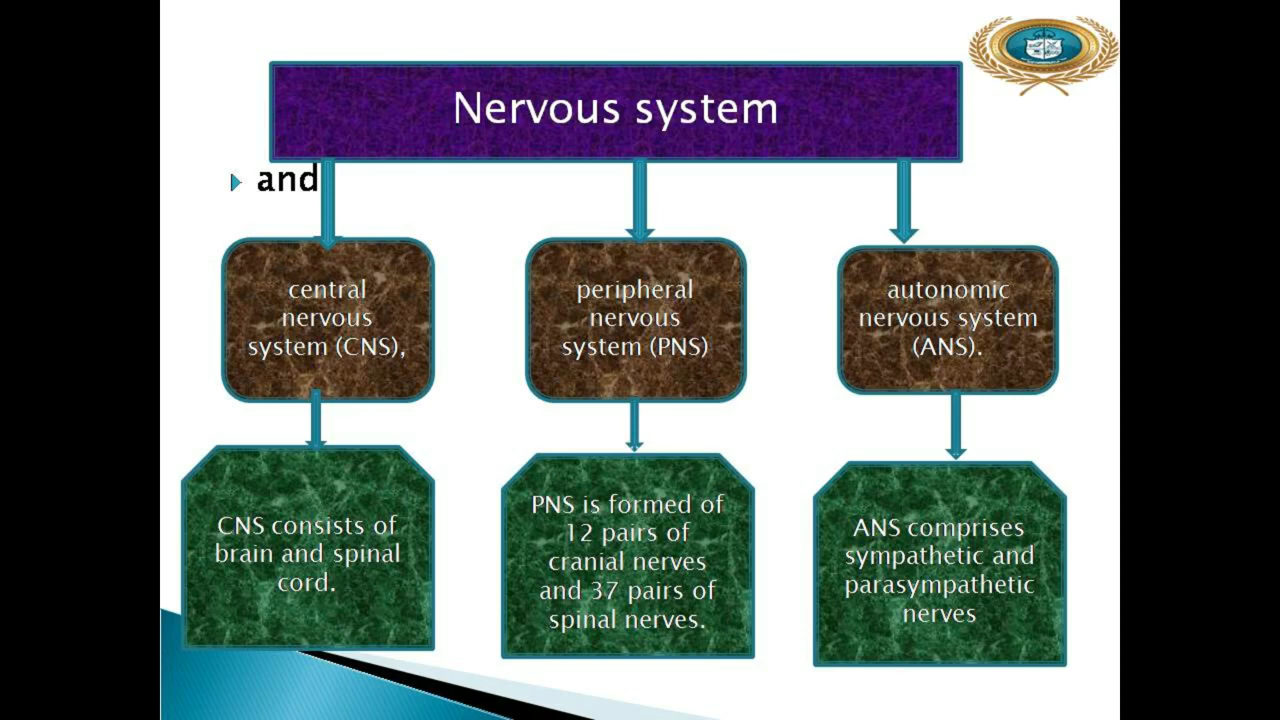 Nervous system
and
central
nervous
system (CNS),
peripheral
nervous
system (PNS)
autonomic
nervous system
(ANS).
CNS consists of
brain and spinal
cord.
PNS is formed of
12 pairs of
cranial nerves
and 37 pairs of
spinal nerves.
ANS comprises
sympathetic and
parasympathetic
nerves